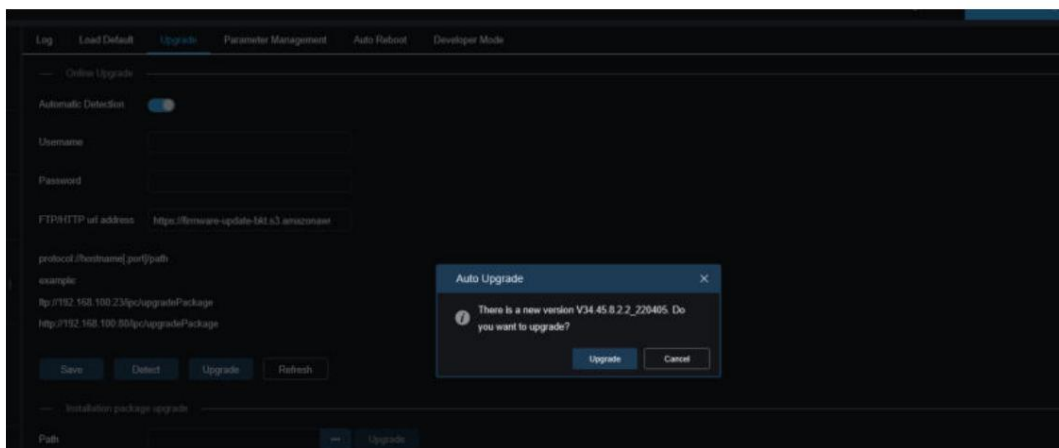 Log Load Default Upgrade Parameter Management Auto Reboot Developer Mode
Online Upgrade
Automatic Detection
Username
Password
FTP/HTTP url address https://firmware-update-bkt.s3.amazonaws
protocol://hostname[:port]/path
example:
ftp://192.168.100.23/ipc/upgradePackage
http://192.168.100.80/ipc/upgradePackage
Auto Upgrade
There is a new version V34.45.8.2.2_220405. Do
you want to upgrade?
Upgrade Cancel
Save Detect Upgrade Refresh
Installation package upgrade
Path Upgrade